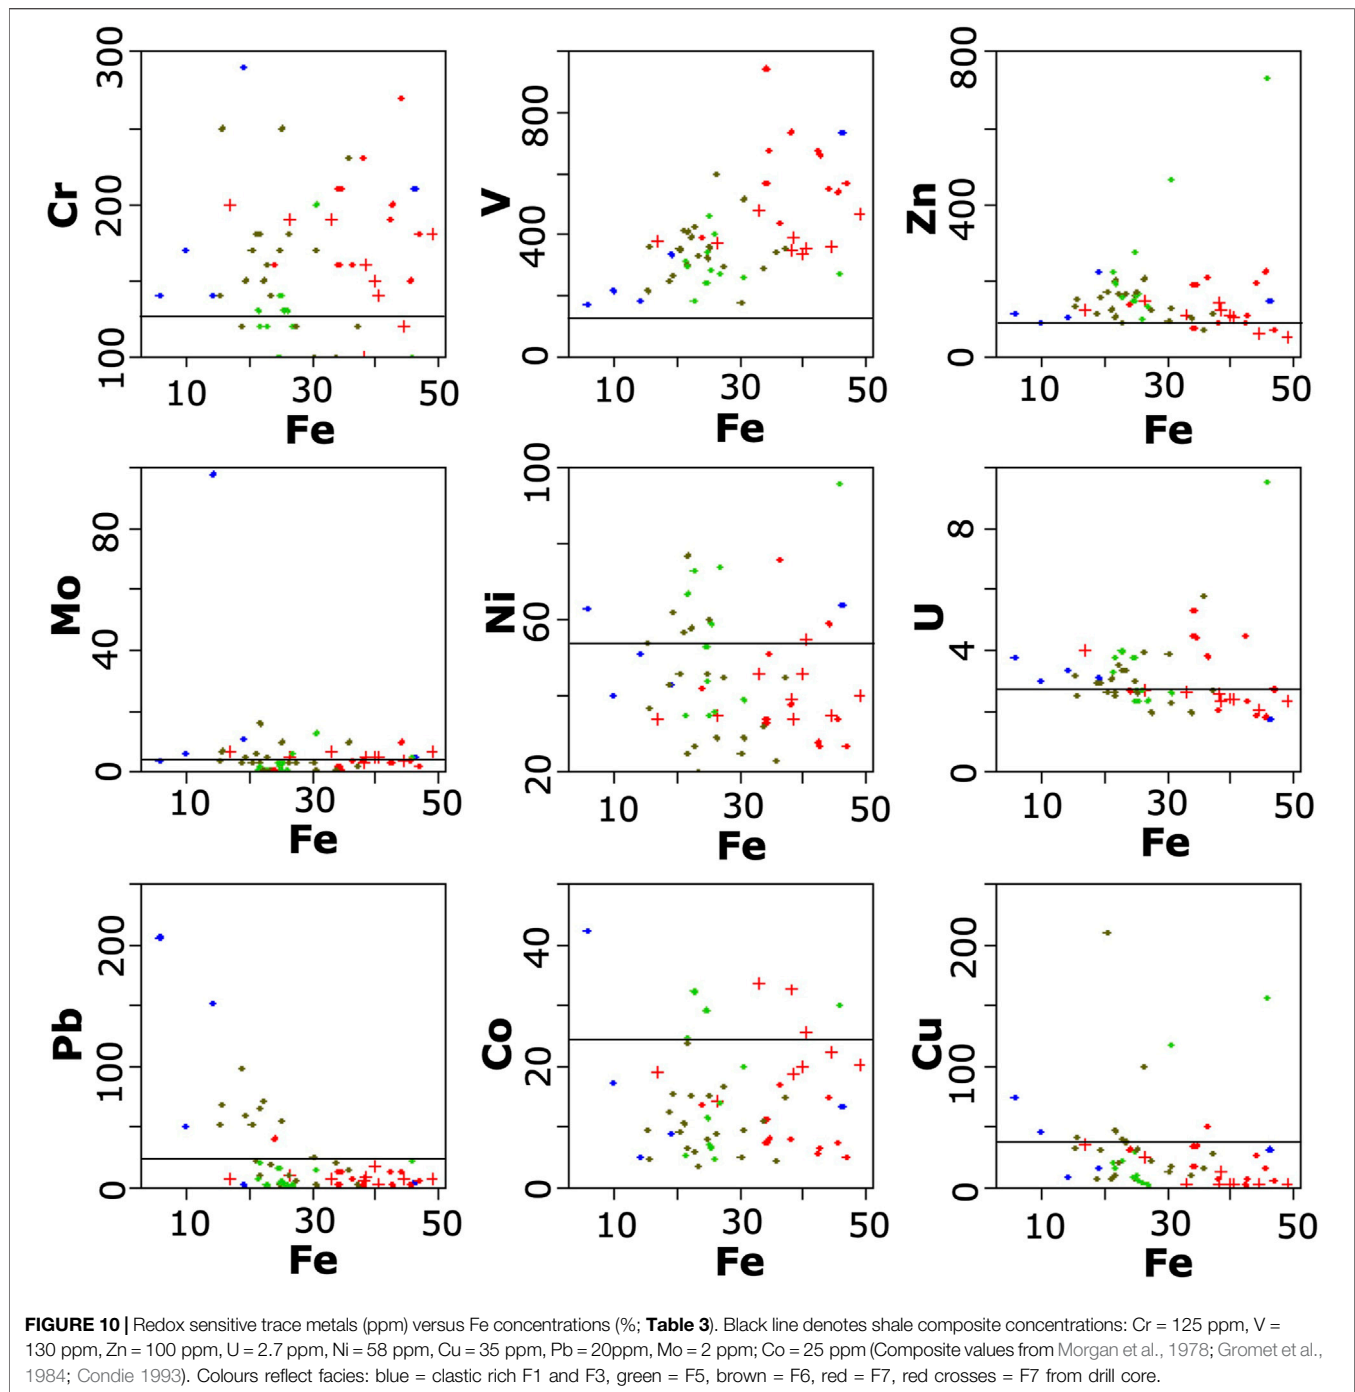 300
200
100
Cr
10
30
50
Fe
800
400
0
V
10
30
50
Fe
800
400
0
Zn
10
30
50
Fe
80
40
0
Mo
10
30
50
Fe
100
60
20
Ni
10
30
50
Fe
8
4
0
U
10
30
50
Fe
200
100
0
Pb
10
30
50
Fe
40
20
0
Co
10
30
50
Fe
200
100
0
Cu
10
30
50
Fe
FIGURE 10 | Redox sensitive trace metals (ppm) versus Fe concentrations (%; Table 3). Black line denotes shale composite concentrations: Cr = 125 ppm, V =
130 ppm, Zn = 100 ppm, U = 2.7 ppm, Ni = 58 ppm, Cu = 35 ppm, Pb = 20ppm, Mo = 2 ppm; Co = 25 ppm (Composite values from Morgan et al., 1978; Gromet et al.,
1984; Condie 1993). Colours reflect facies: blue = clastic rich F1 and F3, green = F5, brown = F6, red = F7, red crosses = F7 from drill core.